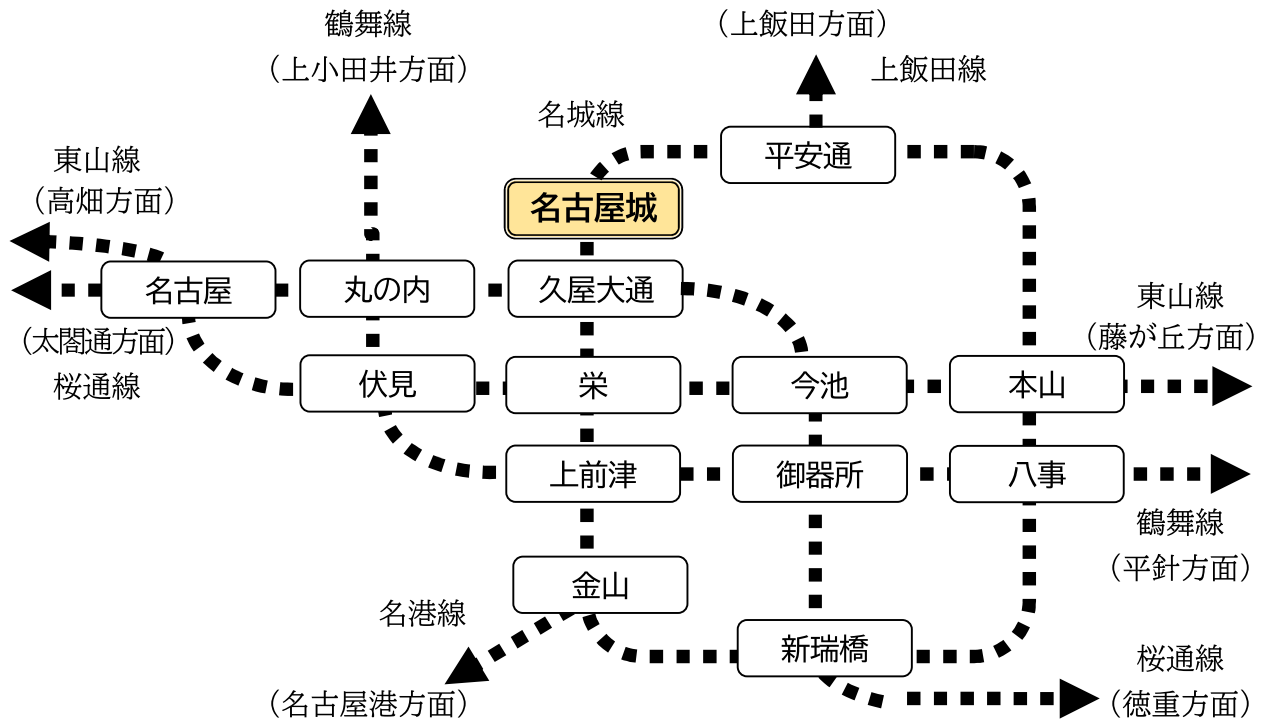 鶴舞線
（上小田井方面）
（上飯田方面）
上飯田線
名城線
東山線
（高畑方面）
平安通
名古屋城
名古屋
丸の内
久屋大通
（太閤通方面）
桜通線
東山線
（藤が丘方面）
伏見
栄
今池
本山
上前津
御器所
八事
鶴舞線
（平針方面）
金山
名港線
（名古屋港方面）
新瑞橋
桜通線
（徳重方面）